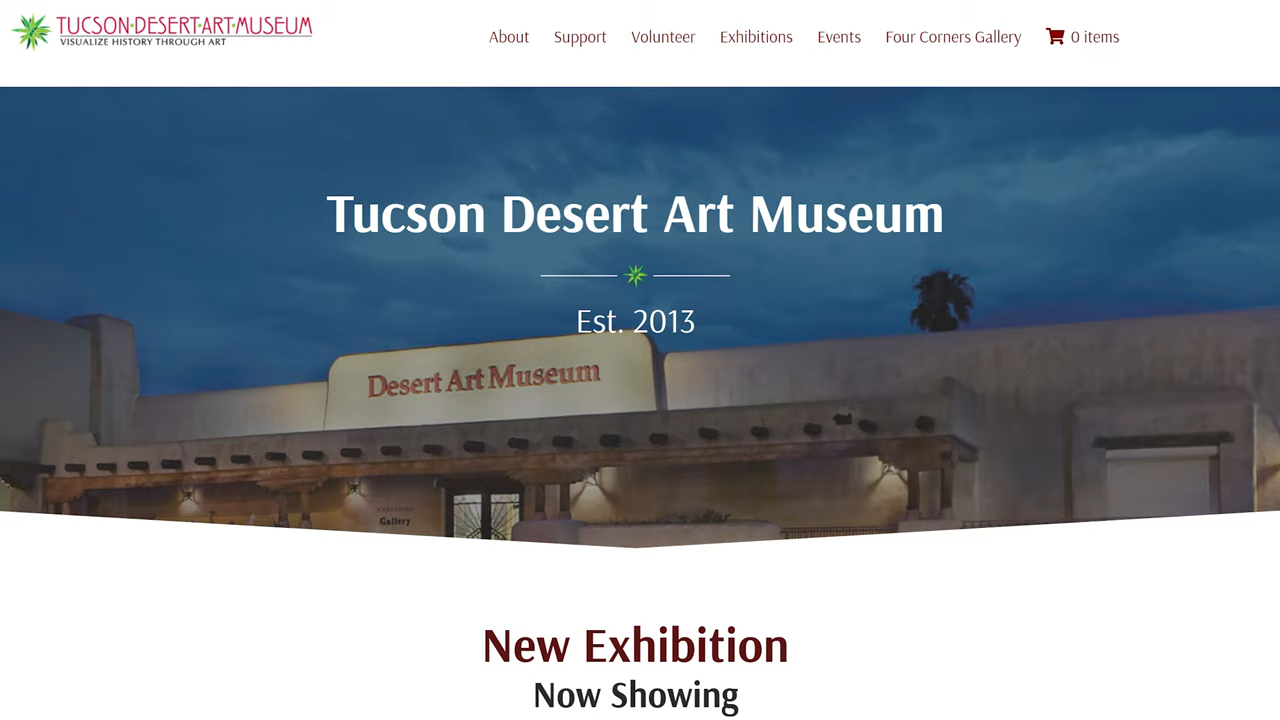 TUCSON•DESERT•ART•MUSEUM
VISUALIZE HISTORY THROUGH ART
About Support Volunteer Exhibitions Events Four Corners Gallery 0 items
Tucson Desert Art Museum
Est. 2013
Desert Art Museum
Gallery
New Exhibition
Now Showing